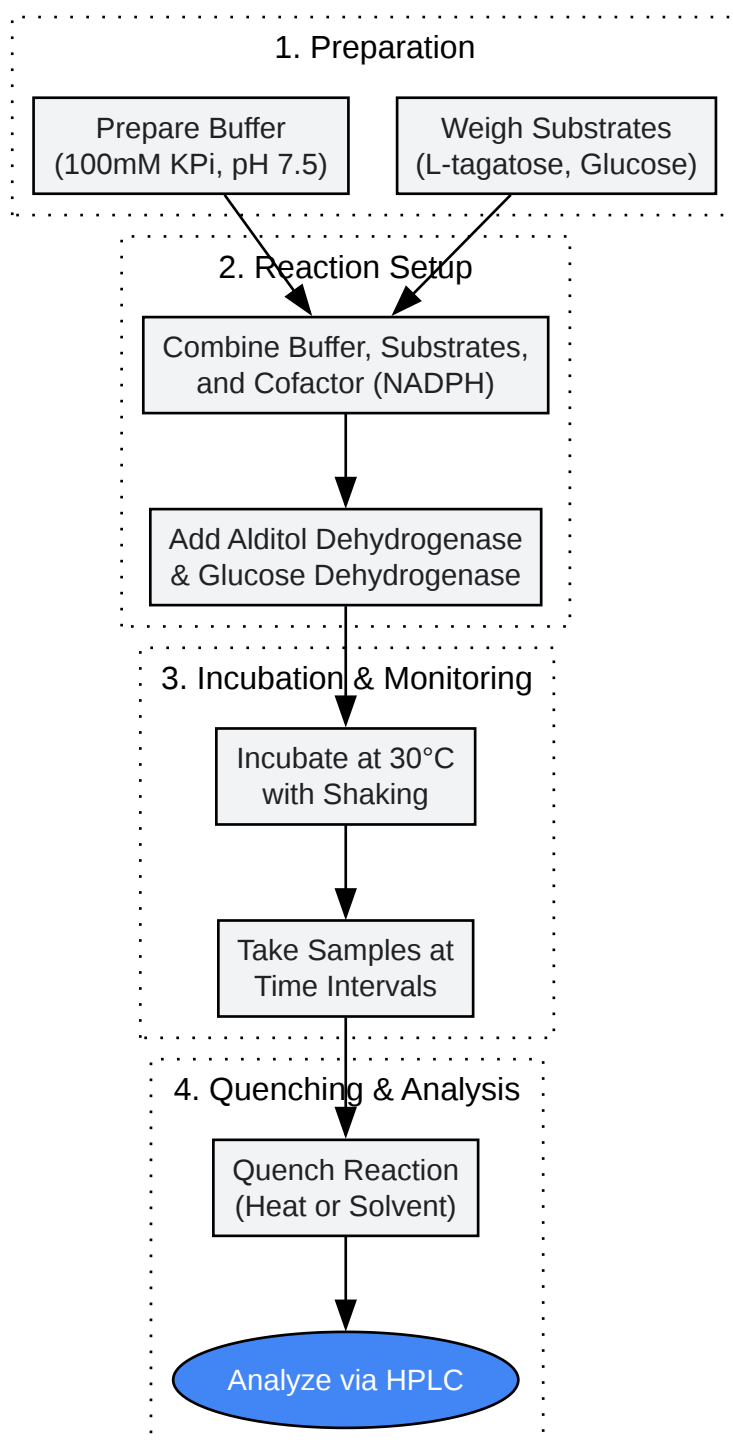 1. Preparation
Prepare Buffer
(100mM KPi, pH 7.5)
Weigh Substrates
(L-tagatose, Glucose)
2. Reaction Setup
Combine Buffer, Substrates,
and Cofactor (NADPH)
Add Alditol Dehydrogenase
& Glucose Dehydrogenase
3. Incubation & Monitoring
Incubate at 30°C
with Shaking
Take Samples at
Time Intervals
4. Quenching & Analysis
Quench Reaction
(Heat or Solvent)
Analyze via HPLC